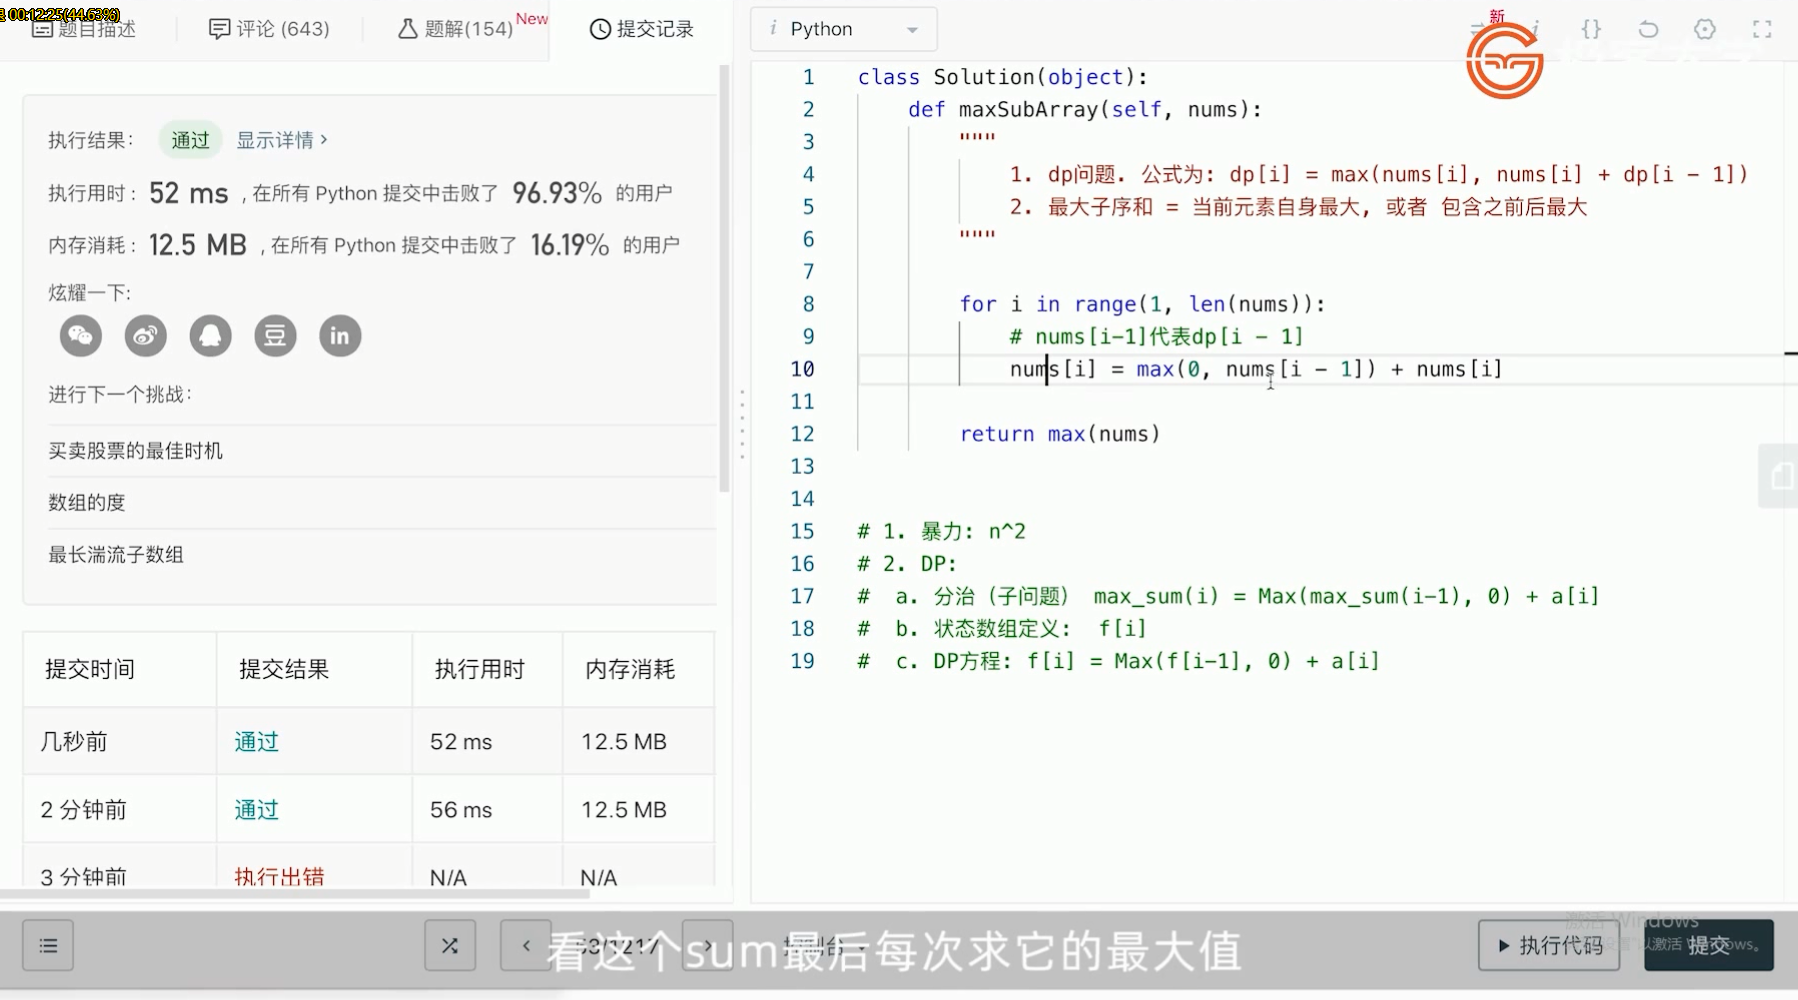 00:12:25(44.63%)
题目描述
评论 (643)
题解(154)
New
提交记录
执行结果：
通过
显示详情 ›
执行用时 : 52 ms , 在所有 Python 提交中击败了 96.93% 的用户
内存消耗 : 12.5 MB , 在所有 Python 提交中击败了 16.19% 的用户
炫耀一下:
豆
in
进行下一个挑战：
买卖股票的最佳时机
数组的度
最长湍流子数组
提交时间 提交结果 执行用时 内存消耗
几秒前 通过 52 ms 12.5 MB
2 分钟前 通过 56 ms 12.5 MB
3 分钟前 执行出错 N/A N/A
i Python
新
{}
1 class Solution(object):
2 def maxSubArray(self, nums):
3 """
4 1. dp问题. 公式为: dp[i] = max(nums[i], nums[i] + dp[i - 1])
5 2. 最大子序和 = 当前元素自身最大, 或者 包含之前后最大
6 """
7
8 for i in range(1, len(nums)):
9 # nums[i-1]代表dp[i - 1]
10 nums[i] = max(0, nums[i - 1]) + nums[i]
11
12 return max(nums)
13
14
15 # 1. 暴力: n^2
16 # 2. DP:
17 # a. 分治（子问题） max_sum(i) = Max(max_sum(i-1), 0) + a[i]
18 # b. 状态数组定义: f[i]
19 # c. DP方程: f[i] = Max(f[i-1], 0) + a[i]
53/1217
控制台
看这个sum最后每次求它的最大值
执行代码
提交
激活 Windows